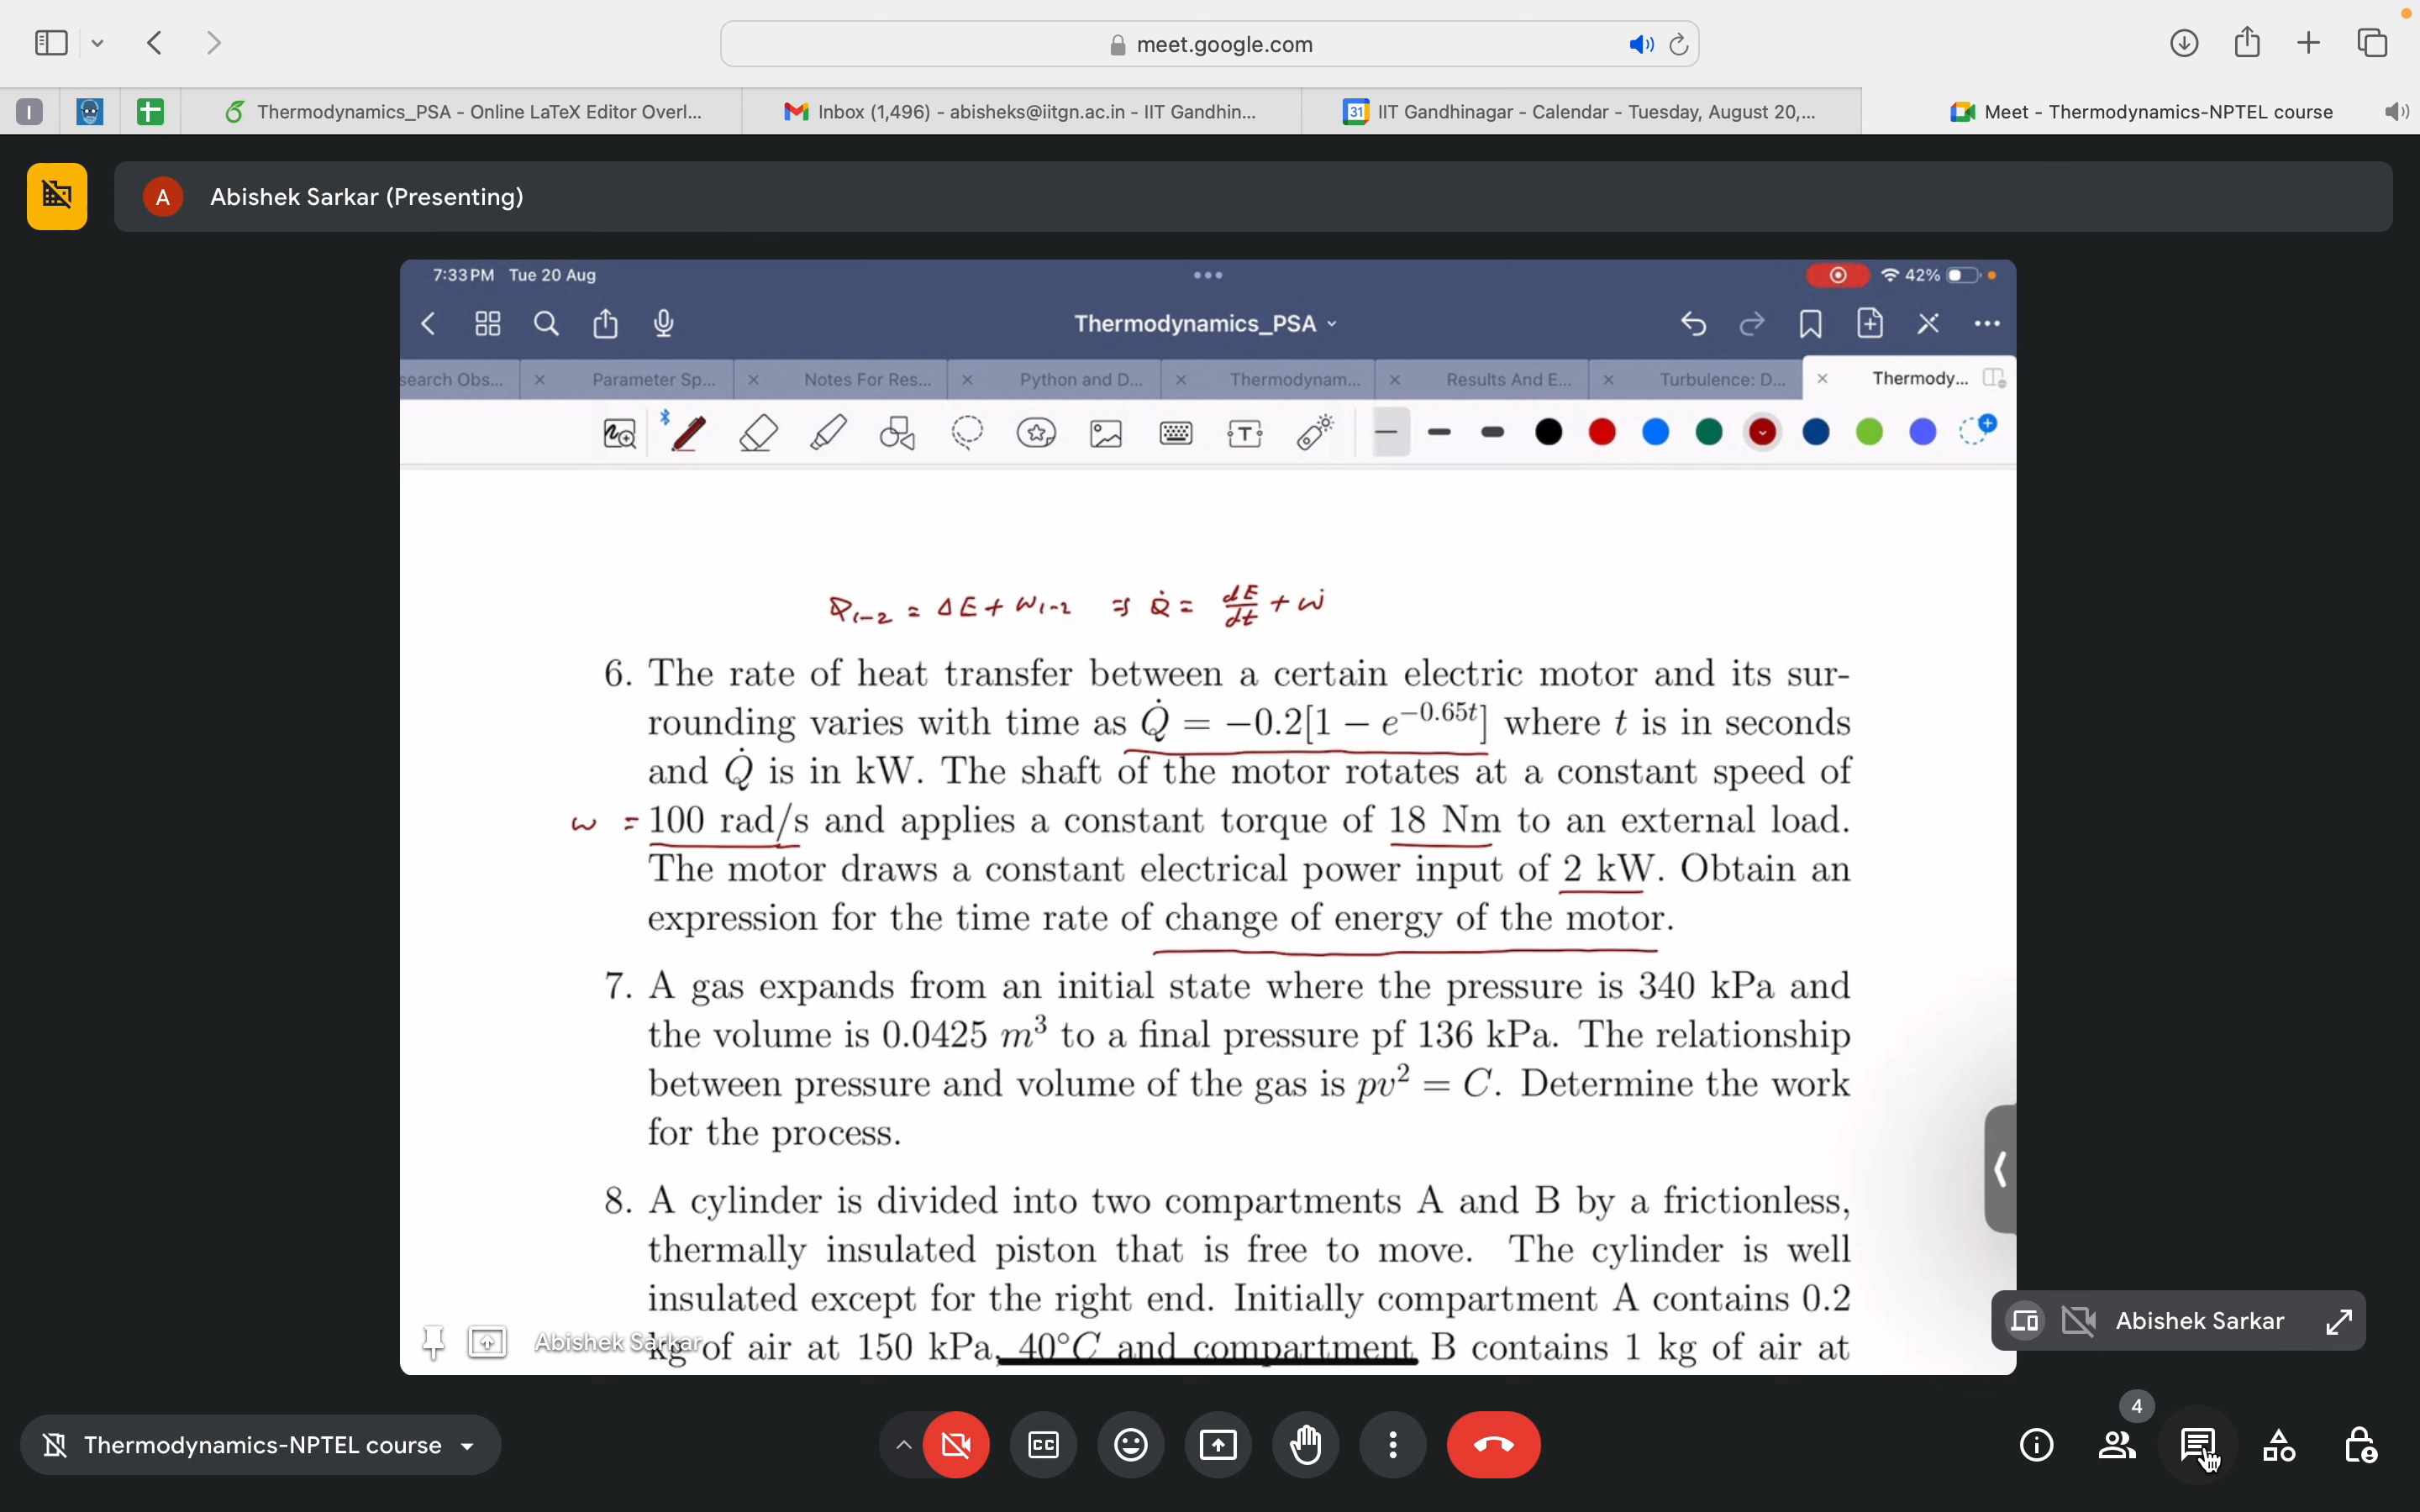 meet.google.com
Thermodynamics_PSA - Online LaTeX Editor Overl...
Inbox (1,496) - abisheks@iitgn.ac.in - IIT Gandhin...
31 IIT Gandhinagar - Calendar - Tuesday, August 20,...
Meet - Thermodynamics-NPTEL course
A Abishek Sarkar (Presenting)
7:33 PM Tue 20 Aug
42%
Thermodynamics_PSA
search Obs...
Parameter Sp...
Notes For Res...
Python and D...
Thermodynam...
Results And E...
Turbulence: D...
Thermody...
Q₁₋₂ = ΔE + W₁₋₂ ⇒ Q̇ = dE/dt + ẇ
6. The rate of heat transfer between a certain electric motor and its sur-
rounding varies with time as Q̇ = −0.2[1 − e^{−0.65t}] where t is in seconds
and Q̇ is in kW. The shaft of the motor rotates at a constant speed of
ω = 100 rad/s and applies a constant torque of 18 Nm to an external load.
The motor draws a constant electrical power input of 2 kW. Obtain an
expression for the time rate of change of energy of the motor.
7. A gas expands from an initial state where the pressure is 340 kPa and
the volume is 0.0425 m³ to a final pressure pf 136 kPa. The relationship
between pressure and volume of the gas is pv² = C. Determine the work
for the process.
8. A cylinder is divided into two compartments A and B by a frictionless,
thermally insulated piston that is free to move. The cylinder is well
insulated except for the right end. Initially compartment A contains 0.2
kg of air at 150 kPa, 40°C and compartment B contains 1 kg of air at
Abishek Sarkar
Abishek Sarkar
4
Thermodynamics-NPTEL course
CC